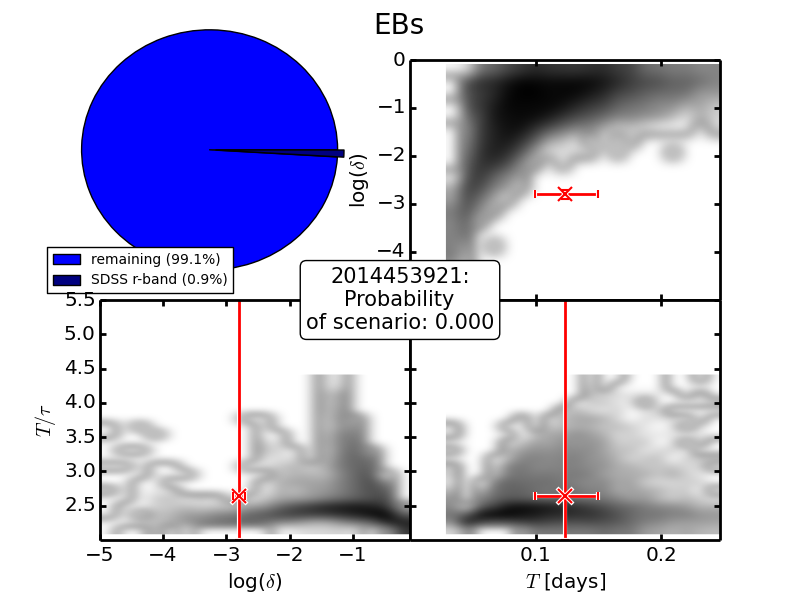 EBs
remaining (99.1%)
SDSS r-band (0.9%)
0
−1
−2
−3
−4
log(δ)
2014453921:
Probability
of scenario: 0.000
5.5
5.0
4.5
4.0
3.5
3.0
2.5
T/τ
−5 −4 −3 −2 −1
log(δ)
0.1 0.2
T [days]